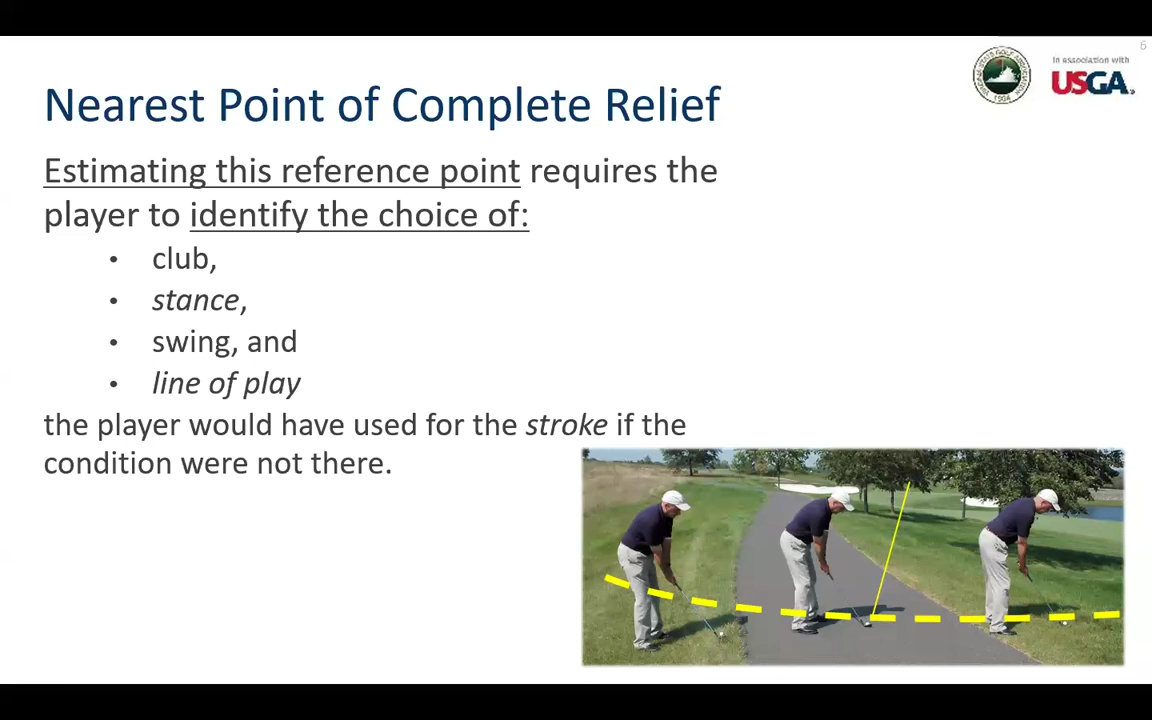 6
In association with
USGA
Nearest Point of Complete Relief
Estimating this reference point requires the
player to identify the choice of:
• club,
• stance,
• swing, and
• line of play
the player would have used for the stroke if the
condition were not there.